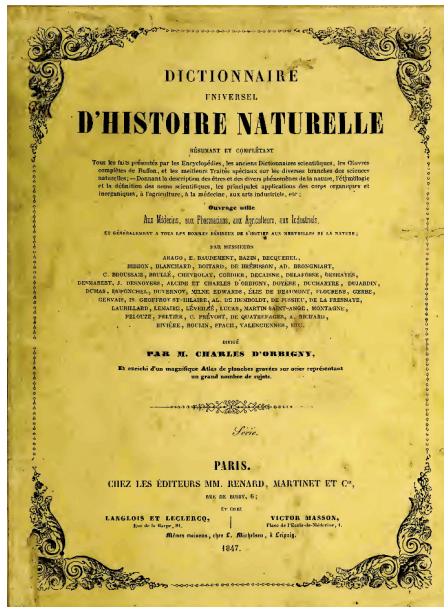 DICTIONNAIRE
UNIVERSEL
D'HISTOIRE NATURELLE
RÉSUMANT ET COMPLÉTANT
Tous les faits présentés par les Encyclopédies, les anciens Dictionnaires scientifiques, les Œuvres
complètes de Buffon, et les meilleurs Traités spéciaux sur les diverses branches des sciences
naturelles; — Donnant la description des êtres et des divers phénomènes de la nature, l'étymologie
et la définition des noms scientifiques, les principales applications des corps organiques et
inorganiques, à l'agriculture, à la médecine, aux arts industriels, etc;
Ouvrage utile
Aux Médecins, aux Pharmaciens, aux Agriculteurs, aux Industriels,
ET GÉNÉRALEMENT A TOUS LES HOMMES DÉSIREUX DE S'INITIER AUX MERVEILLES DE LA NATURE;
PAR MESSIEURS
ARAGO, E. BAUDEMENT, BAZIN, BECQUEREL,
BIBRON, BLANCHARD, BOITARD, DE BRÉBISSON, AD. BRONGNIART,
C. BROUSSAIS, BRULLÉ, CHEVROLAT, CORDIER, DECAISNE, DELAFOSSE, DESHAYES,
DESMAREST, J. DESNOYERS, ALCIDE ET CHARLES D'ORBIGNY, DOYÈRE, DUCHARTRE, DUJARDIN,
DUMAS, DUPONCHEL, DUVERNOY, MILNE EDWARDS, ÉLIE DE BEAUMONT, FLOURENS, GERBE,
GERVAIS, IS. GEOFFROY ST-HILAIRE, AL. DE HUMBOLDT, DE JUSSIEU, DE LA FRESNAYE,
LAURILLARD, LEMAIRE, LÉVEILLÉ, LUCAS, MARTIN SAINT-ANGE, MONTAGNE,
PELOUZE, PELTIER, C. PRÉVOST, DE QUATREFAGES, A. RICHARD,
RIVIÈRE, ROULIN, SPACH, VALENCIENNES, ETC.
DIRIGÉ
PAR M. CHARLES D'ORBIGNY,
Et enrichi d'un magnifique Atlas de planches gravées sur acier représentant
un grand nombre de sujets.
Série.
PARIS.
CHEZ LES ÉDITEURS MM. RENARD, MARTINET ET Cie,
RUE DE BUSSY, 6;
ET CHEZ
LANGLOIS ET LECLERCQ,
Rue de la Harpe, 81.
VICTOR MASSON,
Place de l'École-de-Médecine, 1.
Mêmes maisons, chez L. Michelsen, à Leipzig.
1847.